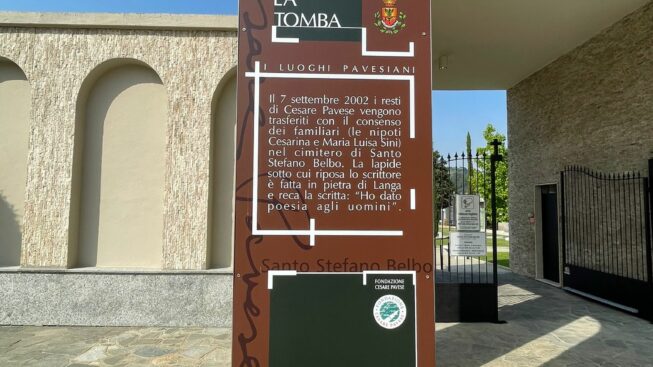 LA
TOMBA
I LUOGHI PAVESIANI
Il 7 settembre 2002 i resti
di Cesare Pavese vengono
trasferiti con il consenso
dei familiari (le nipoti
Cesarina e Maria Luisa Sini)
nel cimitero di Santo
Stefano Belbo. La lapide
sotto cui riposa lo scrittore
è fatta in pietra di Langa
e reca la scritta: "Ho dato
poesia agli uomini".
Santo Stefano Belbo
FONDAZIONE
CESARE PAVESE